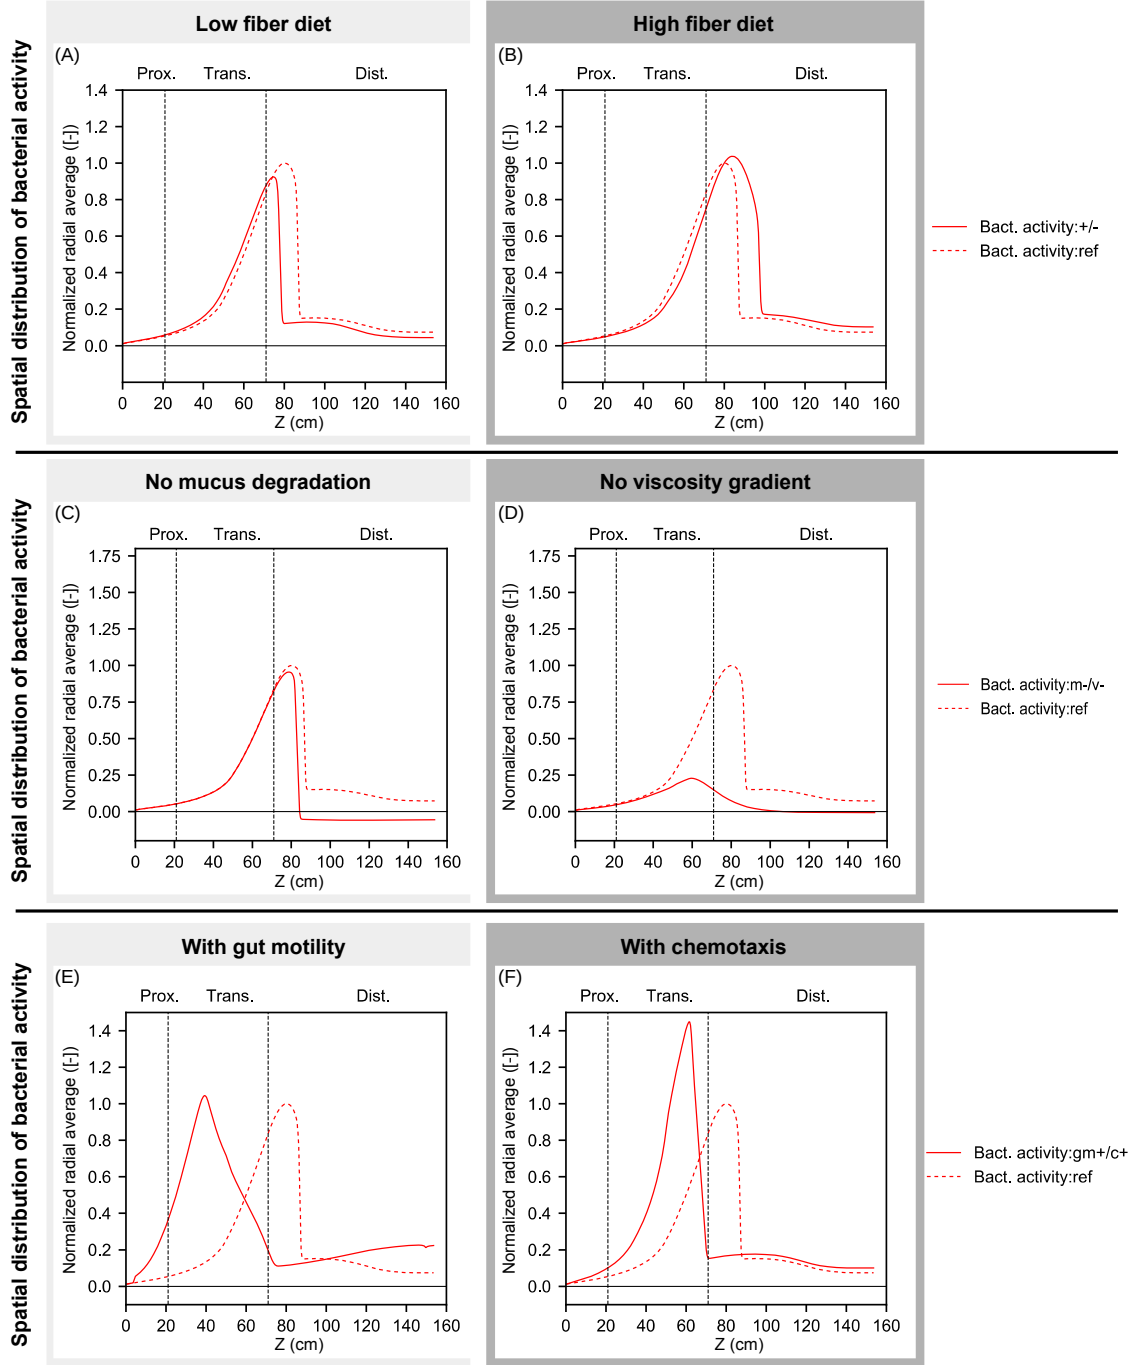 Low fiber diet
High fiber diet
Spatial distribution of bacterial activity
(A)
Prox. Trans. Dist.
Normalized radial average ([-])
1.4
1.2
1.0
0.8
0.6
0.4
0.2
0.0
0 20 40 60 80 100 120 140 160
Z (cm)
(B)
Prox. Trans. Dist.
Normalized radial average ([-])
1.4
1.2
1.0
0.8
0.6
0.4
0.2
0.0
0 20 40 60 80 100 120 140 160
Z (cm)
Bact. activity:+/-
Bact. activity:ref
No mucus degradation
No viscosity gradient
Spatial distribution of bacterial activity
(C)
Prox. Trans. Dist.
Normalized radial average ([-])
1.75
1.50
1.25
1.00
0.75
0.50
0.25
0.00
0 20 40 60 80 100 120 140 160
Z (cm)
(D)
Prox. Trans. Dist.
Normalized radial average ([-])
1.75
1.50
1.25
1.00
0.75
0.50
0.25
0.00
0 20 40 60 80 100 120 140 160
Z (cm)
Bact. activity:m-/v-
Bact. activity:ref
With gut motility
With chemotaxis
Spatial distribution of bacterial activity
(E)
Prox. Trans. Dist.
Normalized radial average ([-])
1.4
1.2
1.0
0.8
0.6
0.4
0.2
0.0
0 20 40 60 80 100 120 140 160
Z (cm)
(F)
Prox. Trans. Dist.
Normalized radial average ([-])
1.4
1.2
1.0
0.8
0.6
0.4
0.2
0.0
0 20 40 60 80 100 120 140 160
Z (cm)
Bact. activity:gm+/c+
Bact. activity:ref